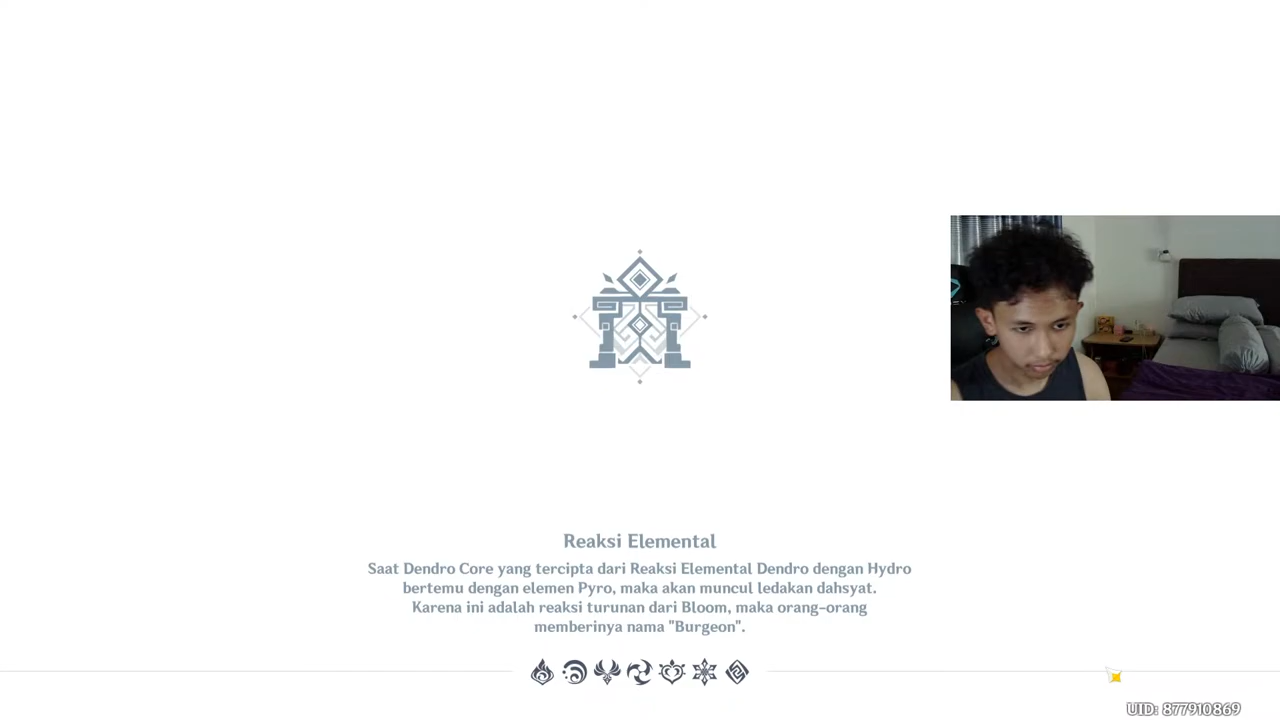 Reaksi Elemental
Saat Dendro Core yang tercipta dari Reaksi Elemental Dendro dengan Hydro
bertemu dengan elemen Pyro, maka akan muncul ledakan dahsyat.
Karena ini adalah reaksi turunan dari Bloom, maka orang-orang
memberinya nama "Burgeon".
UID: 877910869